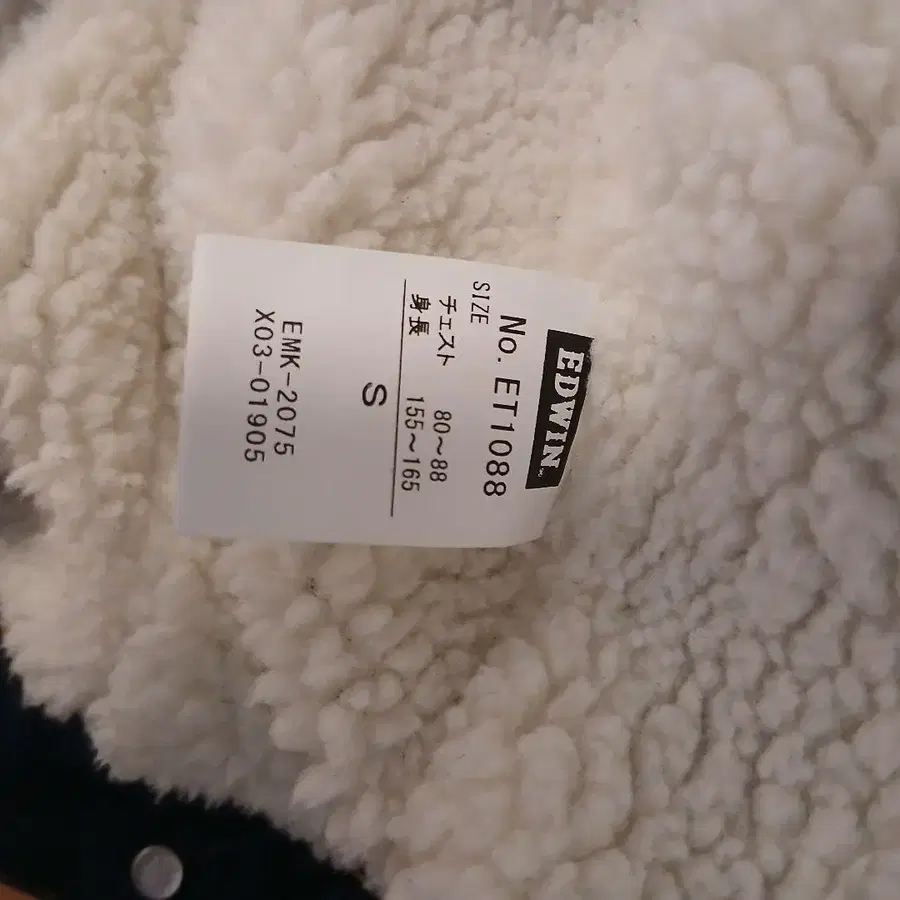 EDWIN
No. ET1088
SIZE
チェスト 80〜88
身長 155〜165
S
EMK-2075
X03-01905